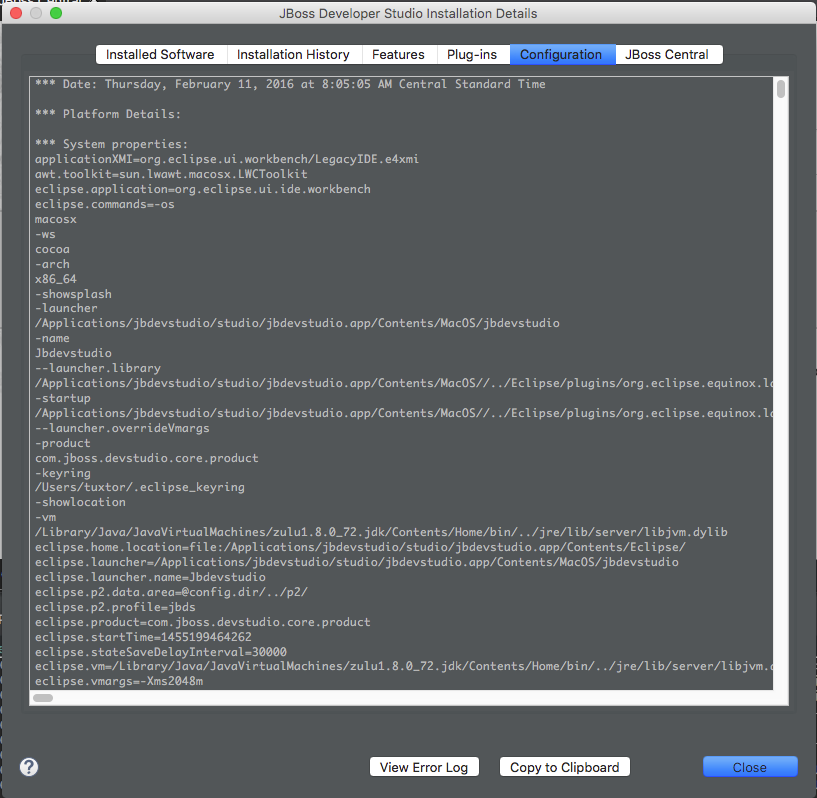 JBoss Developer Studio Installation Details
Installed Software Installation History Features Plug-ins Configuration JBoss Central
*** Date: Thursday, February 11, 2016 at 8:05:05 AM Central Standard Time
*** Platform Details:
*** System properties:
applicationXMI=org.eclipse.ui.workbench/LegacyIDE.e4xmi
awt.toolkit=sun.lwawt.macosx.LWCToolkit
eclipse.application=org.eclipse.ui.ide.workbench
eclipse.commands=-os
macosx
-ws
cocoa
-arch
x86_64
-showsplash
-launcher
/Applications/jbdevstudio/studio/jbdevstudio.app/Contents/MacOS/jbdevstudio
-name
Jbdevstudio
--launcher.library
/Applications/jbdevstudio/studio/jbdevstudio.app/Contents/MacOS//../Eclipse/plugins/org.eclipse.equinox.la
-startup
/Applications/jbdevstudio/studio/jbdevstudio.app/Contents/MacOS//../Eclipse/plugins/org.eclipse.equinox.la
--launcher.overrideVmargs
-product
com.jboss.devstudio.core.product
-keyring
/Users/tuxtor/.eclipse_keyring
-showlocation
-vm
/Library/Java/JavaVirtualMachines/zulu1.8.0_72.jdk/Contents/Home/bin/../jre/lib/server/libjvm.dylib
eclipse.home.location=file:/Applications/jbdevstudio/studio/jbdevstudio.app/Contents/Eclipse/
eclipse.launcher=/Applications/jbdevstudio/studio/jbdevstudio.app/Contents/MacOS/jbdevstudio
eclipse.launcher.name=Jbdevstudio
eclipse.p2.data.area=@config.dir/../p2/
eclipse.p2.profile=jbds
eclipse.product=com.jboss.devstudio.core.product
eclipse.startTime=1455199464262
eclipse.stateSaveDelayInterval=30000
eclipse.vm=/Library/Java/JavaVirtualMachines/zulu1.8.0_72.jdk/Contents/Home/bin/../jre/lib/server/libjvm.
eclipse.vmargs=-Xms2048m
? View Error Log Copy to Clipboard Close